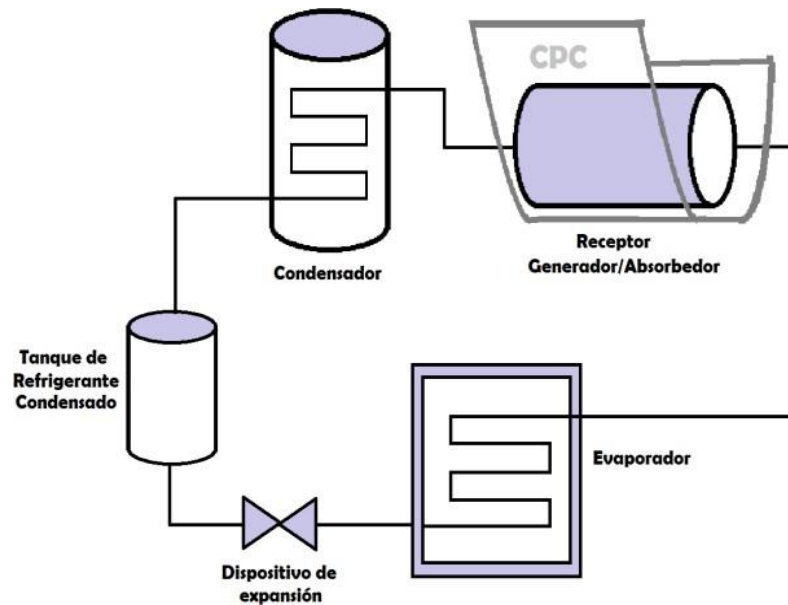 CPC
Receptor
Generador/Absorbedor
Condensador
Tanque de
Refrigerante
Condensado
Evaporador
Dispositivo de
expansión